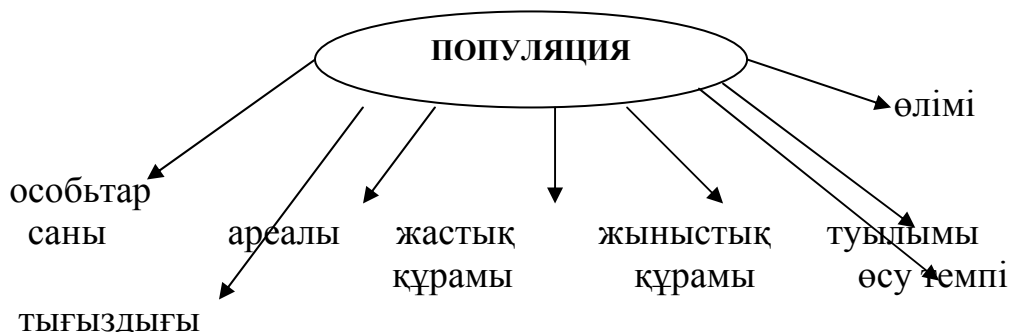 ПОПУЛЯЦИЯ
өлімі
особьтар
саны
ареалы
жастық
құрамы
жыныстық
құрамы
туылымы
өсу темпі
тығыздығы